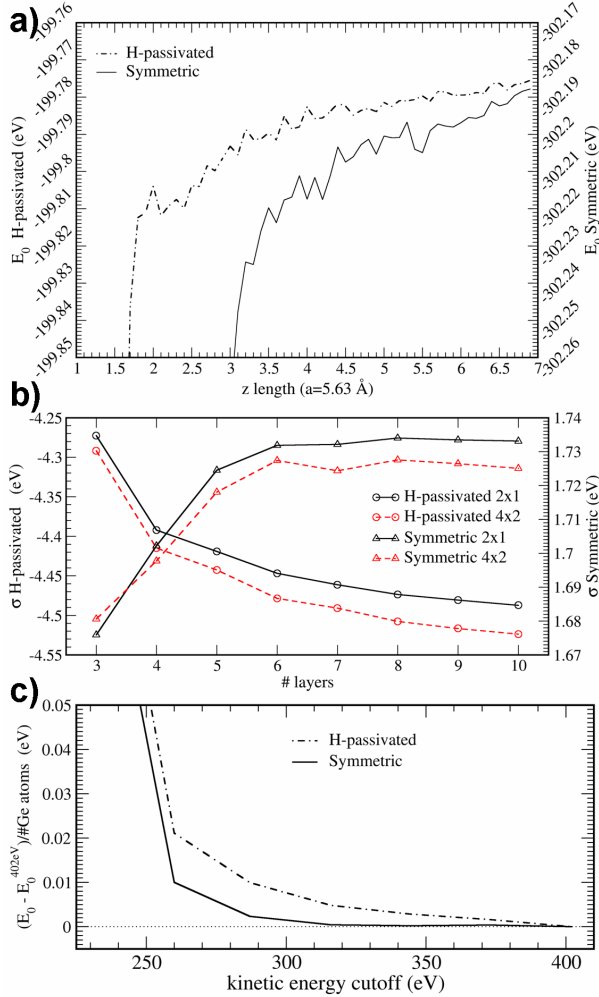 a)
-199.76
-199.77
-199.78
-199.79
-199.8
-199.81
-199.82
-199.83
-199.84
-199.85
E0 H-passivated (eV)
H-passivated
Symmetric
-302.17
-302.18
-302.19
-302.2
-302.21
-302.22
-302.23
-302.24
-302.25
-302.26
E0 Symmetric (eV)
1 1.5 2 2.5 3 3.5 4 4.5 5 5.5 6 6.5 7
z length (a=5.63 Å)
b)
-4.25
-4.3
-4.35
-4.4
-4.45
-4.5
-4.55
σ H-passivated (eV)
H-passivated 2x1
H-passivated 4x2
Symmetric 2x1
Symmetric 4x2
1.74
1.73
1.72
1.71
1.7
1.69
1.68
1.67
σ Symmetric (eV)
3 4 5 6 7 8 9 10
# layers
c)
0.05
0.04
0.03
0.02
0.01
0
(E0 - E0^402eV)/#Ge atoms (eV)
H-passivated
Symmetric
250 300 350 400
kinetic energy cutoff (eV)